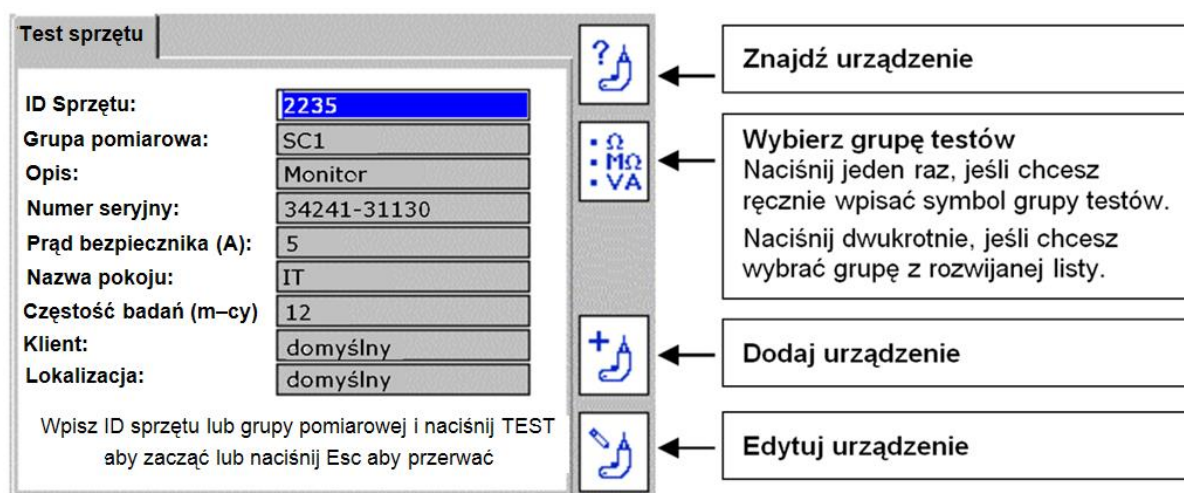 Test sprzętu
ID Sprzętu: 2235
Grupa pomiarowa: SC1
Opis: Monitor
Numer seryjny: 34241-31130
Prąd bezpiecznika (A): 5
Nazwa pokoju: IT
Częstość badań (m–cy) 12
Klient: domyślny
Lokalizacja: domyślny
Wpisz ID sprzętu lub grupy pomiarowej i naciśnij TEST
aby zacząć lub naciśnij Esc aby przerwać
?
Ω
MΩ
VA
+
Znajdź urządzenie
Wybierz grupę testów
Naciśnij jeden raz, jeśli chcesz
ręcznie wpisać symbol grupy testów.
Naciśnij dwukrotnie, jeśli chcesz
wybrać grupę z rozwijanej listy.
Dodaj urządzenie
Edytuj urządzenie